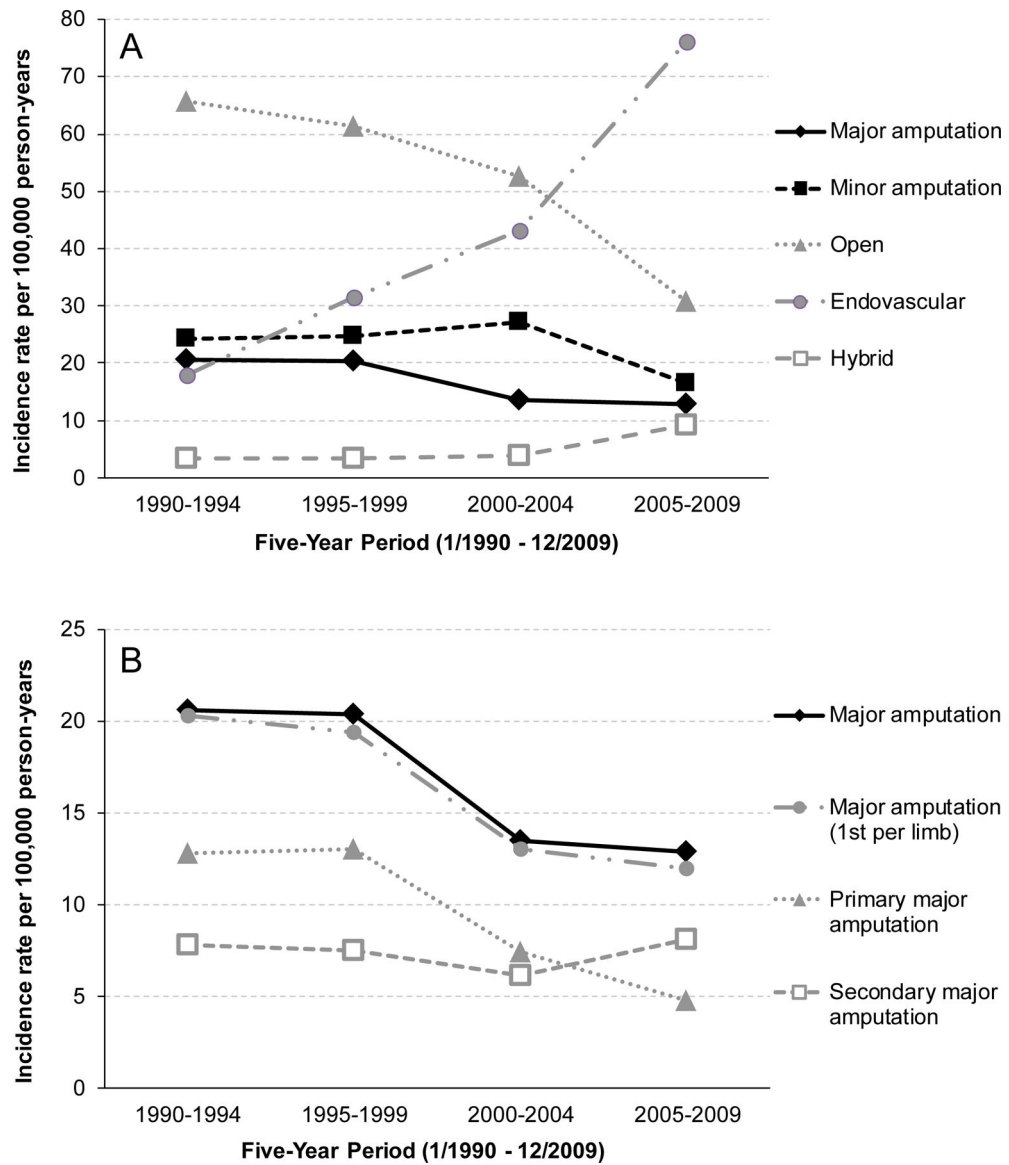 A
Incidence rate per 100,000 person-years
80
70
60
50
40
30
20
10
0
1990-1994 1995-1999 2000-2004 2005-2009
Five-Year Period (1/1990 - 12/2009)
Major amputation
Minor amputation
Open
Endovascular
Hybrid
B
Incidence rate per 100,000 person-years
25
20
15
10
5
0
1990-1994 1995-1999 2000-2004 2005-2009
Five-Year Period (1/1990 - 12/2009)
Major amputation
Major amputation
(1st per limb)
Primary major
amputation
Secondary major
amputation